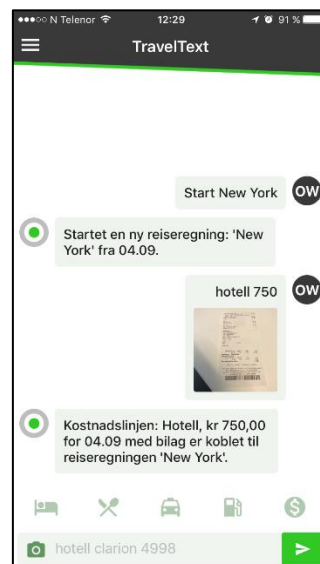 N Telenor 12:29 91 %
TravelText
Start New York
OW
Startet en ny reiseregning: 'New
York' fra 04.09.
hotell 750
OW
Kostnadslinjen: Hotell, kr 750,00
for 04.09 med bilag er koblet til
reiseregningen 'New York'.
hotell clarion 4998